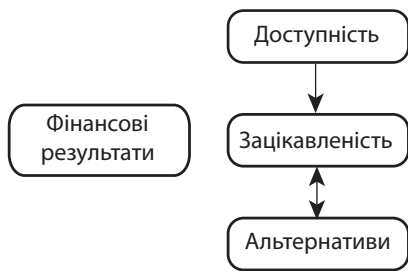 Доступність
Фінансові
результати
Зацікавленість
Альтернативи